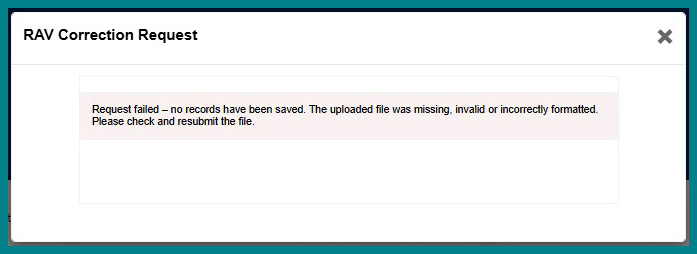 RAV Correction Request
Request failed – no records have been saved. The uploaded file was missing, invalid or incorrectly formatted.
Please check and resubmit the file.